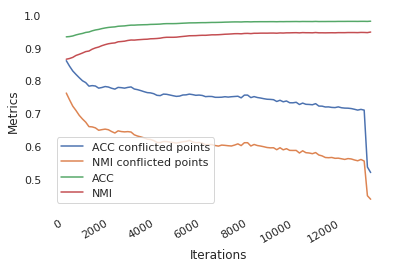 1.0
0.9
0.8
0.7
0.6
0.5
Metrics
ACC conflicted points
NMI conflicted points
ACC
NMI
0
2000
4000
6000
8000
10000
12000
Iterations